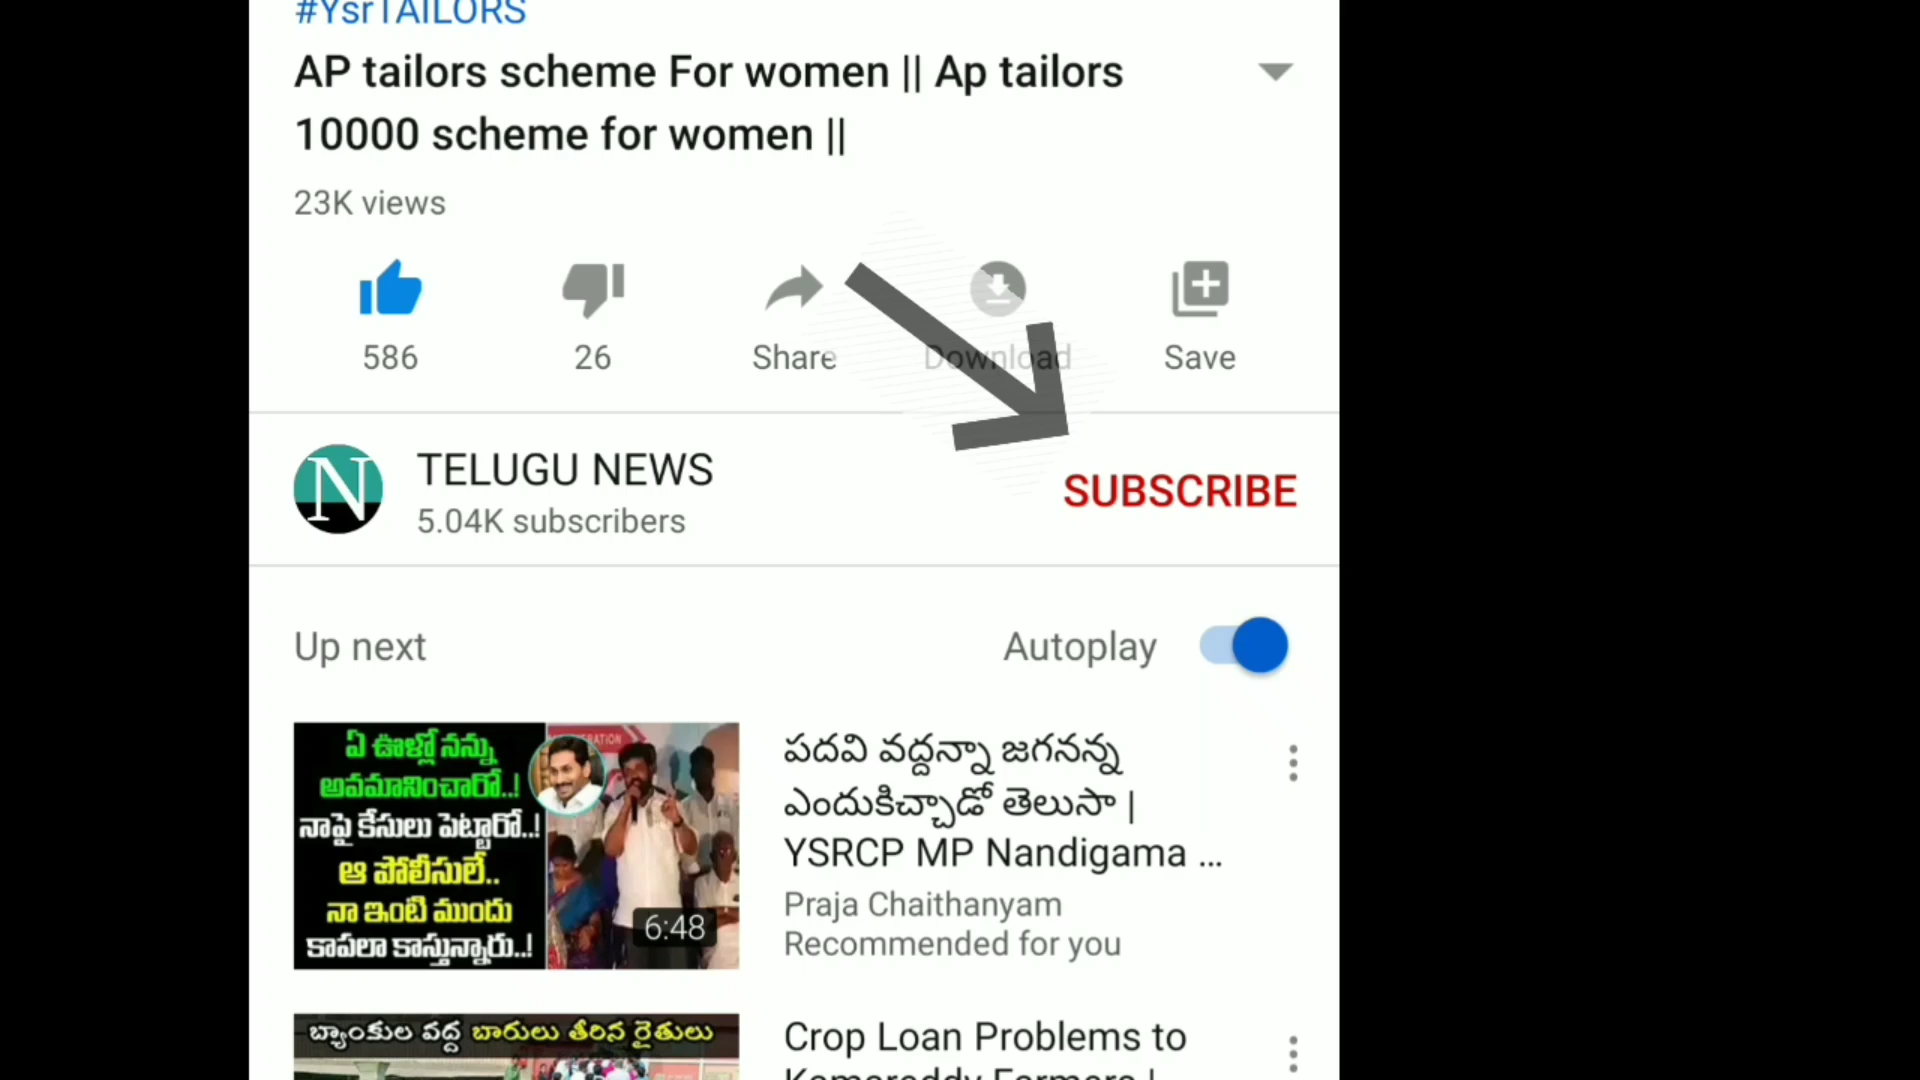 #YsrTAILORS
AP tailors scheme For women || Ap tailors
10000 scheme for women ||
23K views
586
26
Share
Download
Save
N
TELUGU NEWS
5.04K subscribers
SUBSCRIBE
Up next
Autoplay
ఏ ఊళ్లో నన్ను
అవమానించారో..!
నాపై కేసులు పెట్టారో..!
ఆ పోలీసులే..
నా ఇంటి ముందు
కాపలా కాస్తున్నారు..!
6:48
పదవి వద్దన్నా జగనన్న
ఎందుకిచ్చాడో తెలుసా |
YSRCP MP Nandigama ...
Praja Chaithanyam
Recommended for you
బ్యాంకుల వద్ద బారులు తీరిన రైతులు
Crop Loan Problems to
Kamareddy Farmers |